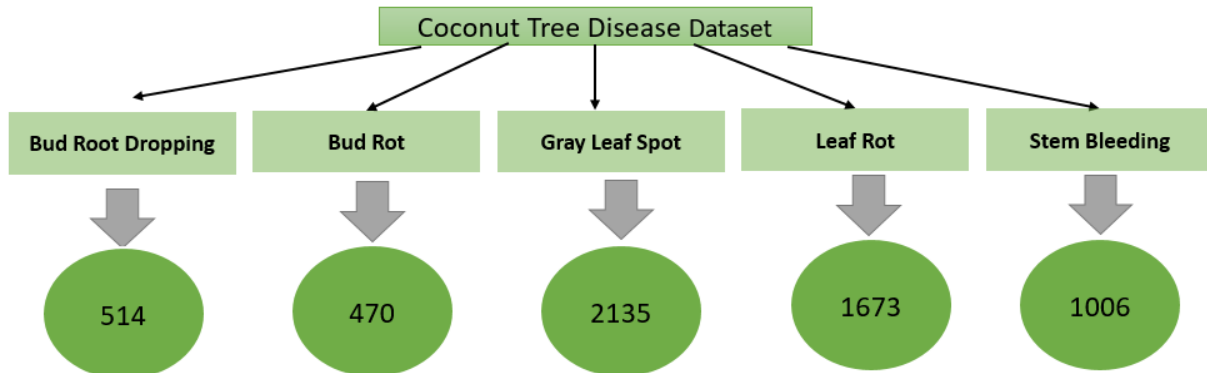 Coconut Tree Disease Dataset
Bud Root Dropping
Bud Rot
Gray Leaf Spot
Leaf Rot
Stem Bleeding
514
470
2135
1673
1006